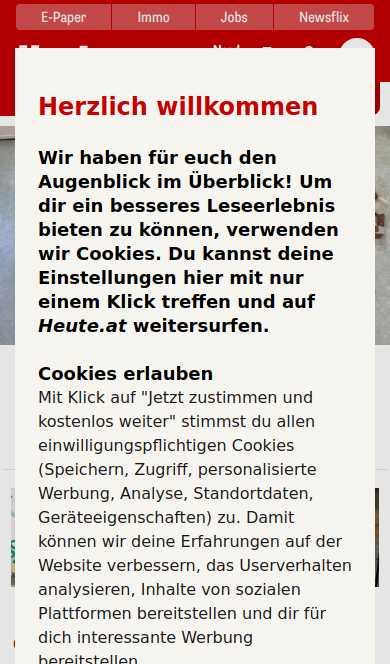 E-Paper Immo Jobs Newsflix
Herzlich willkommen
Wir haben für euch den
Augenblick im Überblick! Um
dir ein besseres Leseerlebnis
bieten zu können, verwenden
wir Cookies. Du kannst deine
Einstellungen hier mit nur
einem Klick treffen und auf
Heute.at weitersurfen.
Cookies erlauben
Mit Klick auf "Jetzt zustimmen und
kostenlos weiter" stimmst du allen
einwilligungspflichtigen Cookies
(Speichern, Zugriff, personalisierte
Werbung, Analyse, Standortdaten,
Geräteeigenschaften) zu. Damit
können wir deine Erfahrungen auf der
Website verbessern, das Userverhalten
analysieren, Inhalte von sozialen
Plattformen bereitstellen und dir für
dich interessante Werbung
bereitstellen